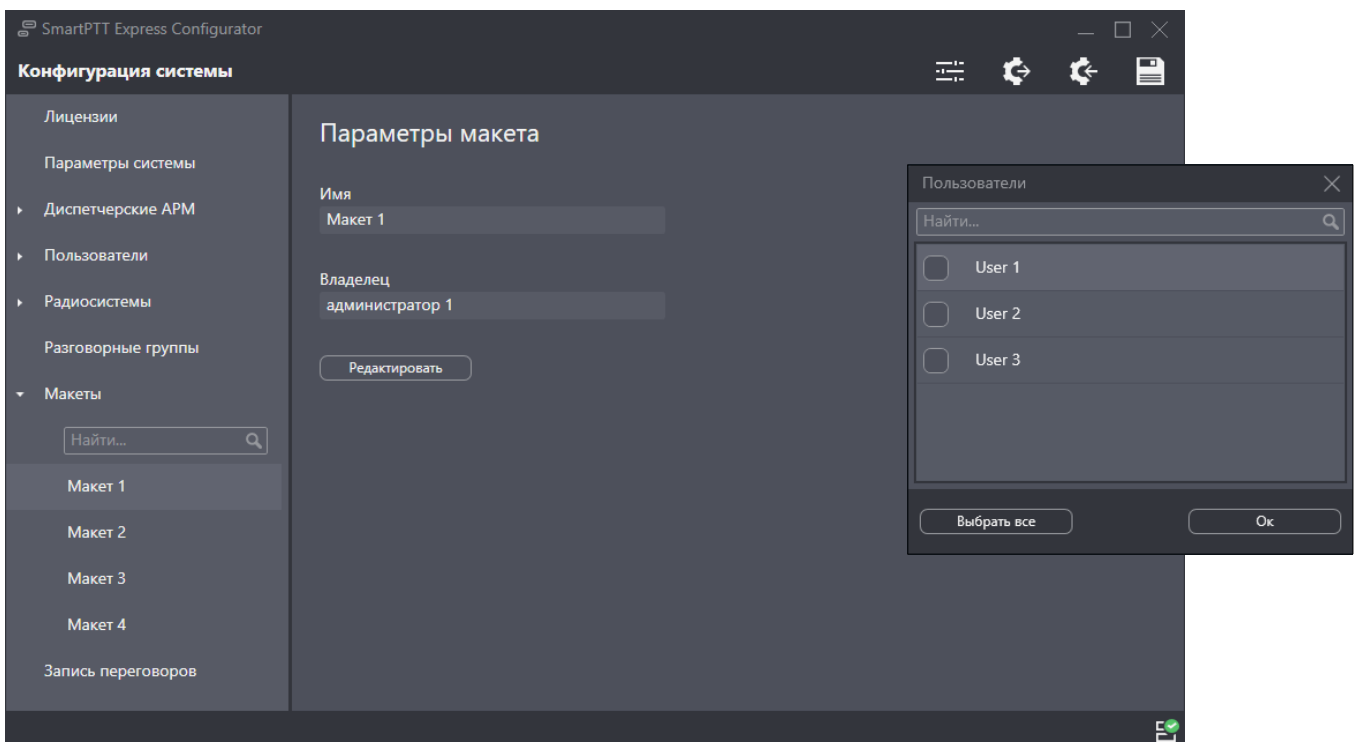 SmartPTT Express Configurator
Конфигурация системы
Лицензии
Параметры системы
Диспетчерские АРМ
Пользователи
Радиосистемы
Разговорные группы
Макеты
Найти...
Макет 1
Макет 2
Макет 3
Макет 4
Запись переговоров
Параметры макета
Имя
Макет 1
Владелец
администратор 1
Редактировать
Пользователи
Найти...
User 1
User 2
User 3
Выбрать все
Ок